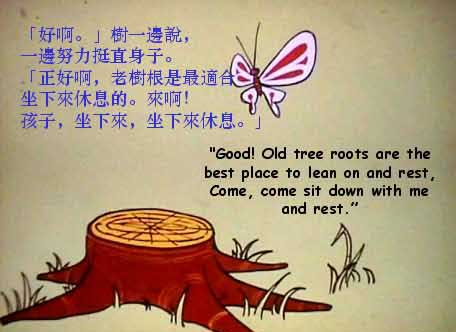 「好啊。」樹一邊說，
一邊努力挺直身子。
「正好啊，老樹根是最適合
坐下來休息的。來啊!
孩子，坐下來，坐下來休息。」
"Good! Old tree roots are the
best place to lean on and rest,
Come, come sit down with me
and rest.”